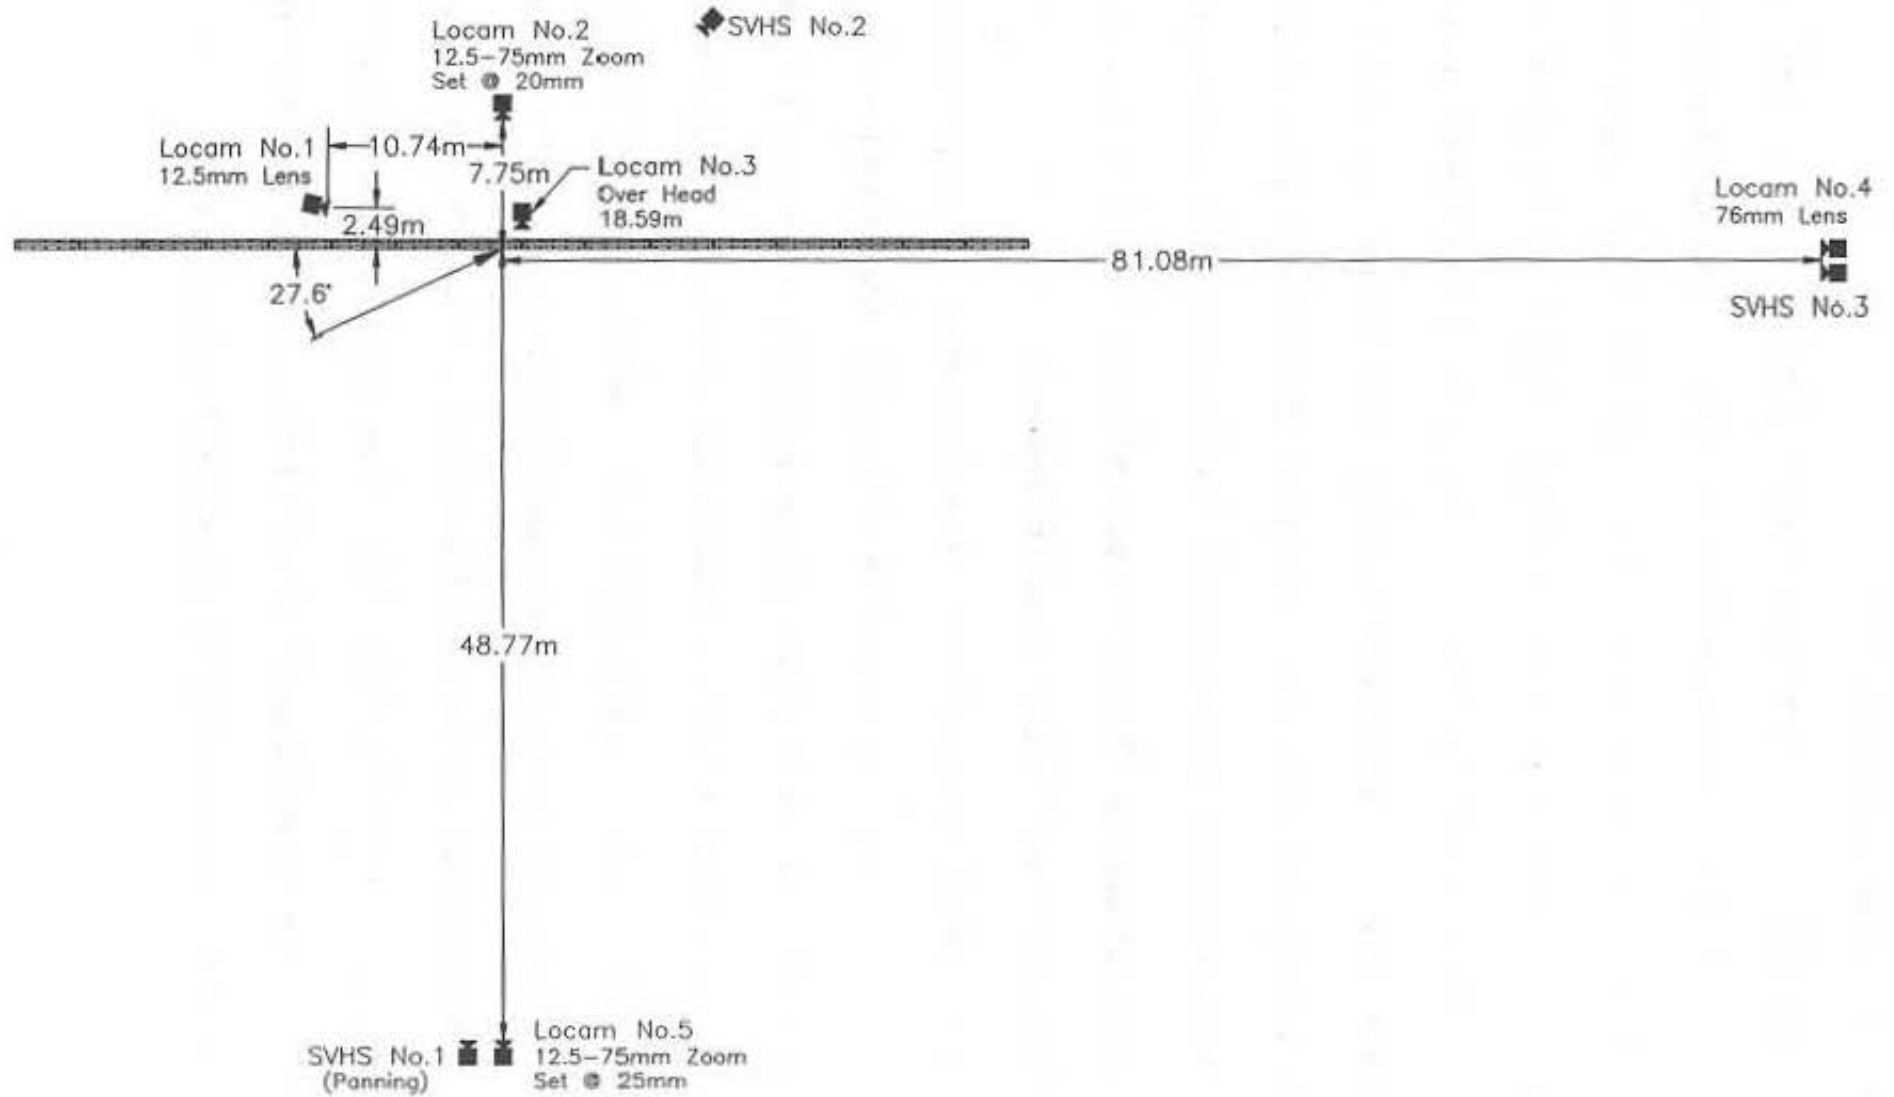 Locam No.2
12.5-75mm Zoom
Set @ 20mm
SVHS No.2
Locam No.1
12.5mm Lens
10.74m
7.75m
Locam No.3
Over Head
18.59m
2.49m
Locam No.4
76mm Lens
81.08m
SVHS No.3
27.6°
48.77m
SVHS No.1
(Panning)
Locam No.5
12.5-75mm Zoom
Set @ 25mm